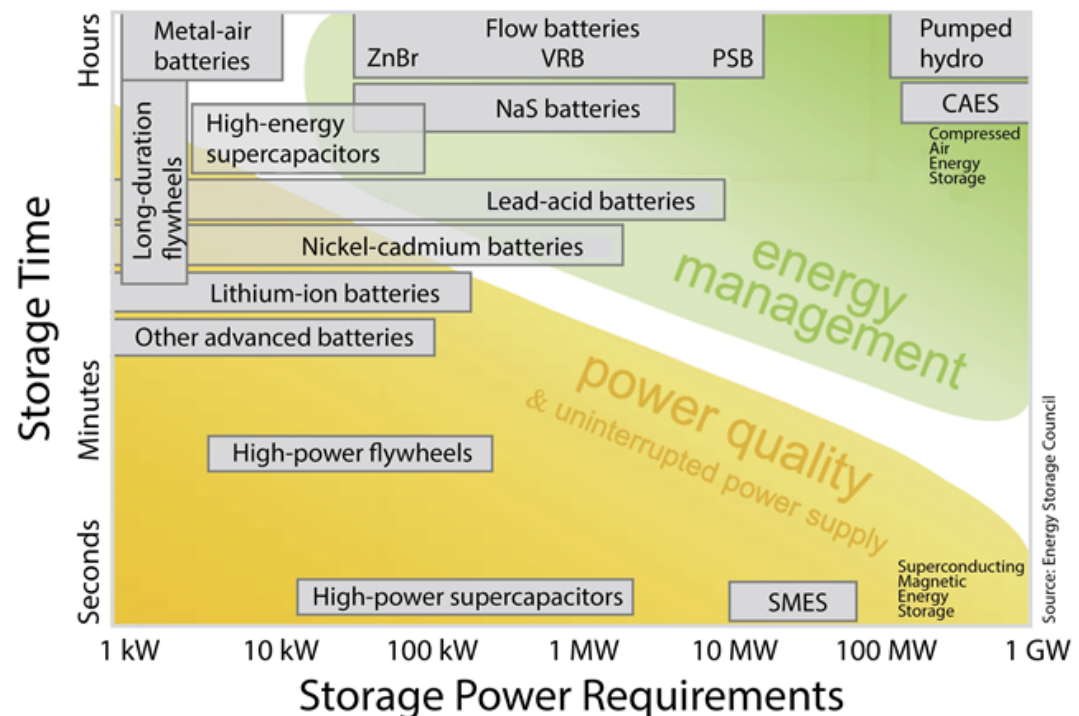 Hours
Metal-air
batteries
Flow batteries
ZnBr VRB PSB
Pumped
hydro
NaS batteries
CAES
Compressed
Air
Energy
Storage
High-energy
supercapacitors
Long-duration
flywheels
Lead-acid batteries
Nickel-cadmium batteries
Lithium-ion batteries
Other advanced batteries
energy
management
Storage Time
Minutes
power quality
& uninterrupted power supply
High-power flywheels
Seconds
High-power supercapacitors
SMES
Superconducting
Magnetic
Energy
Storage
Source: Energy Storage Council
1 kW 10 kW 100 kW 1 MW 10 MW 100 MW 1 GW
Storage Power Requirements